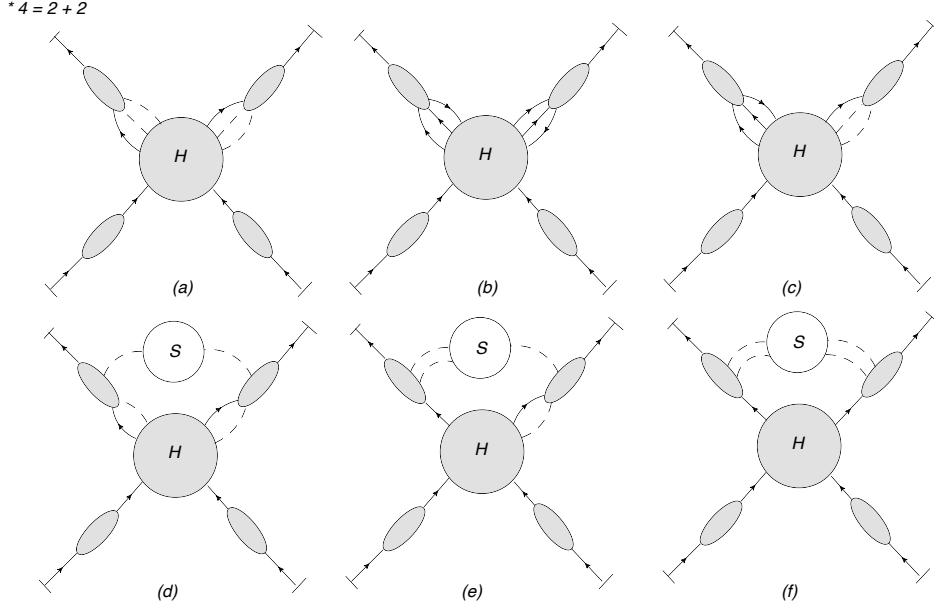 * 4 = 2 + 2
H H H
(a) (b) (c)
S S S
H H H
(d) (e) (f)